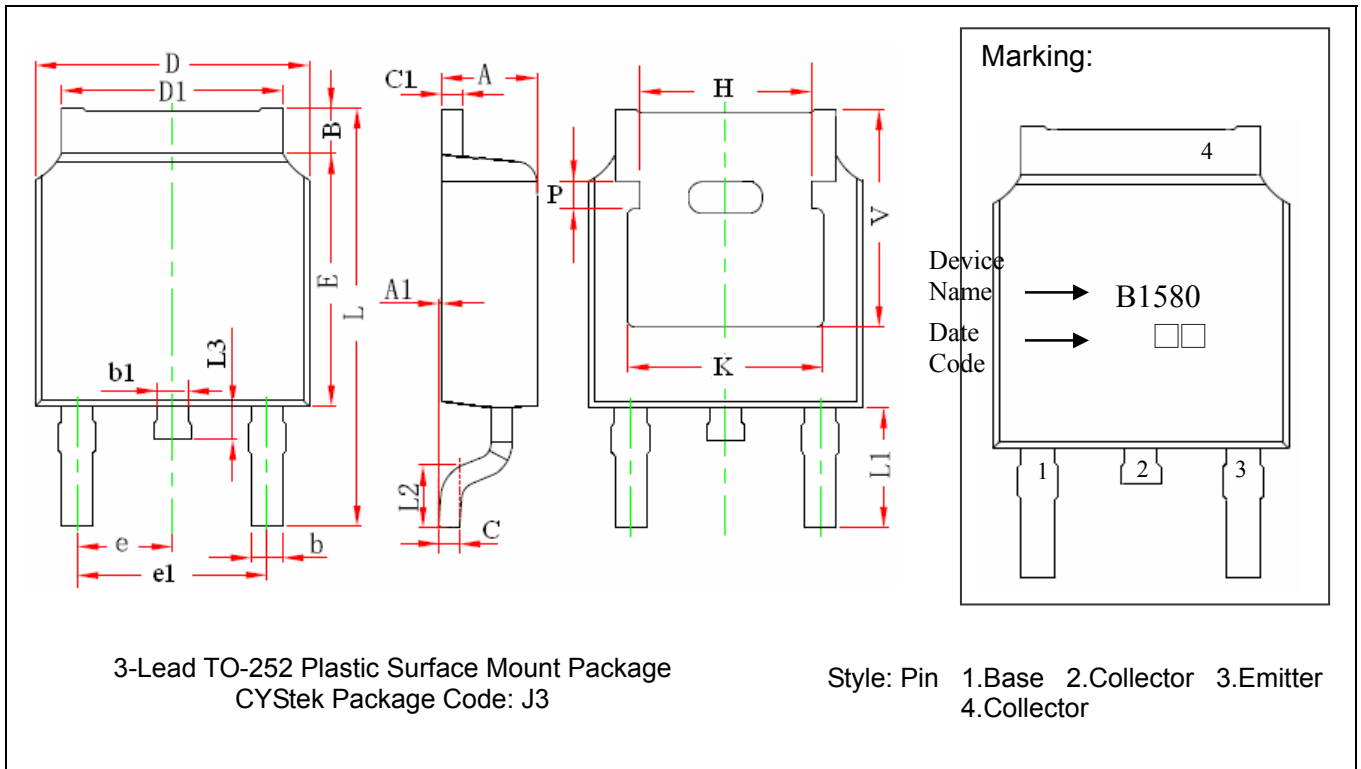 D
D1
B
E
L
L3
b1
e
e1
b
C1
A
A1
L2
C
H
P
V
K
L1
Marking:
4
Device
Name
B1580
Date
Code
□□
1
2
3
3-Lead TO-252 Plastic Surface Mount Package
CYStek Package Code: J3
Style: Pin 1.Base 2.Collector 3.Emitter
4.Collector